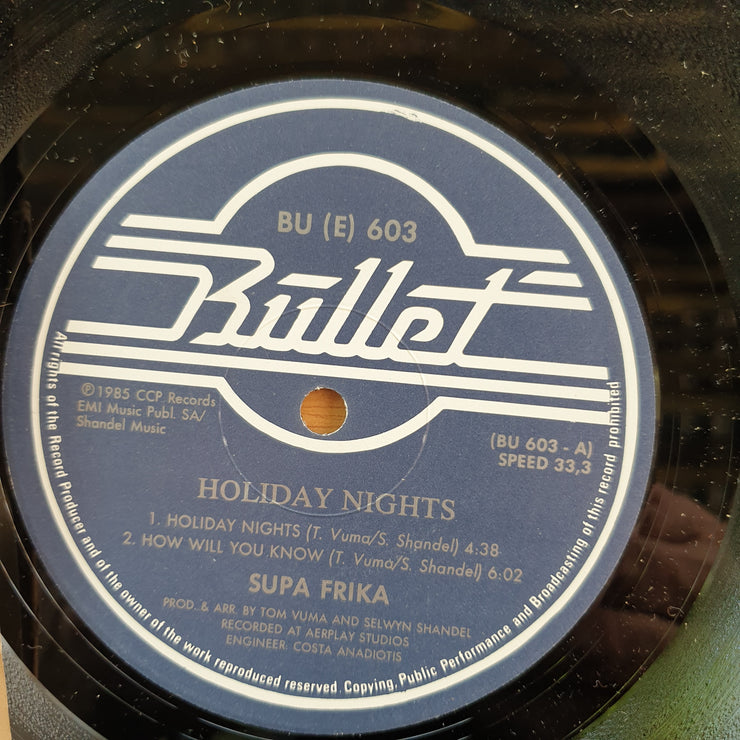 BU (E) 603
Bullet
℗ 1985 CCP Records
EMI Music Publ. SA/
Shandel Music
(BU 603 - A)
SPEED 33,3
HOLIDAY NIGHTS
1. HOLIDAY NIGHTS (T. Vuma/S. Shandel) 4:38
2. HOW WILL YOU KNOW (T. Vuma/S. Shandel) 6:02
SUPA FRIKA
PROD. & ARR. BY TOM VUMA AND SELWYN SHANDEL
RECORDED AT AERPLAY STUDIOS
ENGINEER. COSTA ANADIOTIS
All rights of the Record Producer and of the owner of the work reproduced reserved. Copying, Public Performance and Broadcasting of this record prohibited